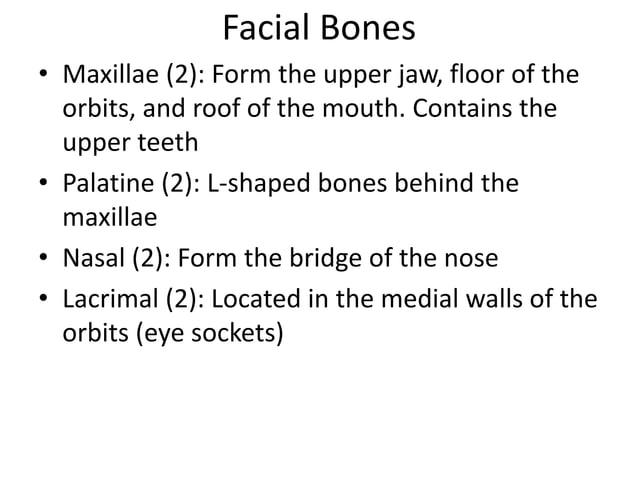 Facial Bones
• Maxillae (2): Form the upper jaw, floor of the
orbits, and roof of the mouth. Contains the
upper teeth
• Palatine (2): L-shaped bones behind the
maxillae
• Nasal (2): Form the bridge of the nose
• Lacrimal (2): Located in the medial walls of the
orbits (eye sockets)